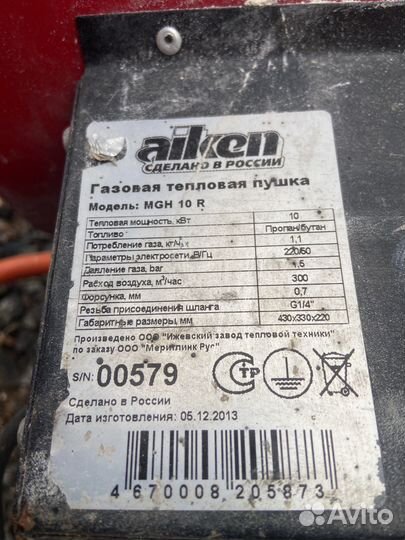 aiken
СДЕЛАНО В РОССИИ
Газовая тепловая пушка
Модель: MGH 10 R
Тепловая мощность, кВт 10
Топливо Пропан/бутан
Потребление газа, кг/ч 1,1
Параметры электросети, В/Гц 220/50
Давление газа, bar 1,5
Расход воздуха, м³/час 300
Форсунка, мм 0,7
Резьба присоединения шланга G1/4"
Габаритные размеры, мм 430x330x220
Произведено ООО "Ижевский завод тепловой техники"
по заказу ООО "Меритлинк Рус"
S/N: 00579
СТР
Сделано в России
Дата изготовления: 05.12.2013
4 670008 205873
Avito